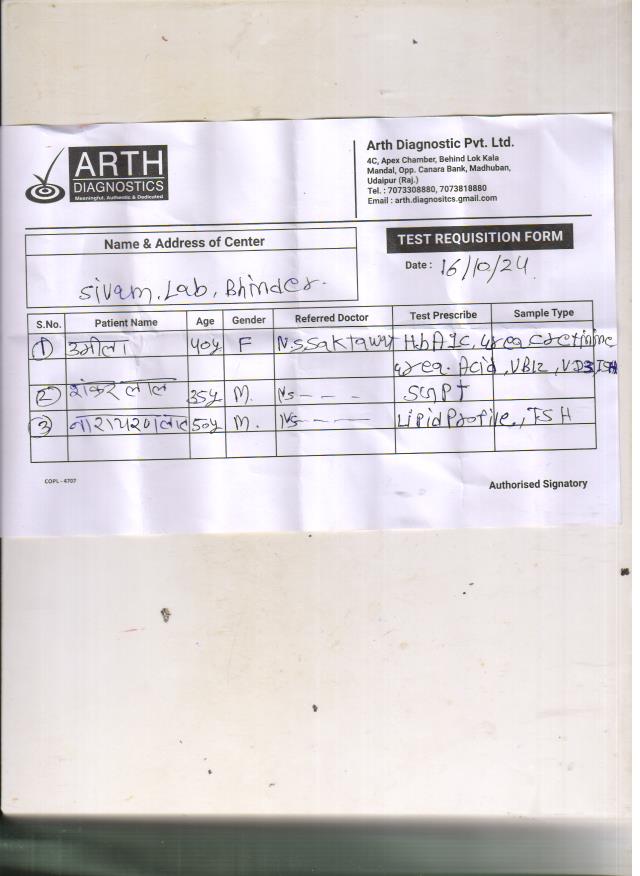 ARTH
DIAGNOSTICS
Meaningful, Authentic & Dedicated
Arth Diagnostic Pvt. Ltd.
4C, Apex Chamber, Behind Lok Kala
Mandal, Opp. Canara Bank, Madhuban,
Udaipur (Raj.)
Tel. : 7073308880, 7073818880
Email : arth.diagnositcs.gmail.com
Name & Address of Center
TEST REQUISITION FORM
Date : 16/10/24
Sivam, Lab, Bhinder.
S.No. Patient Name Age Gender Referred Doctor Test Prescribe Sample Type
1 40y F N.S Saktawat HbA1C, urea creatinine
urea. Acid, VB12, VD3, TSH
2 शंकर लाल 35y M. Ns - - - SGPT
3 नारायण लाल 50y M. Ns - - - - Lipid Profile, TSH
COPL - 4707
Authorised Signatory